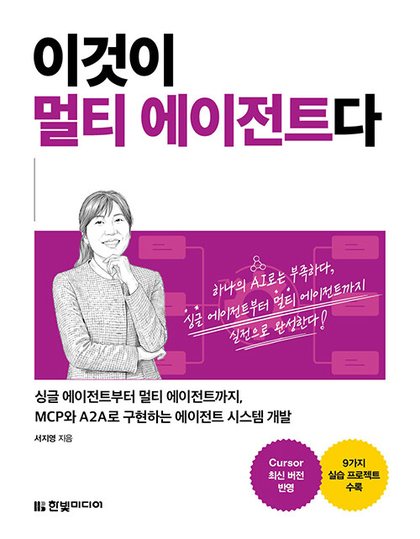 이것이
멀티 에이전트다
하나의 AI로는 부족하다,
싱글 에이전트부터 멀티 에이전트까지
실전으로 완성한다!
싱글 에이전트부터 멀티 에이전트까지,
MCP와 A2A로 구현하는 에이전트 시스템 개발
서지영 지음
Cursor
최신 버전
반영
9가지
실습 프로젝트
수록
한빛미디어